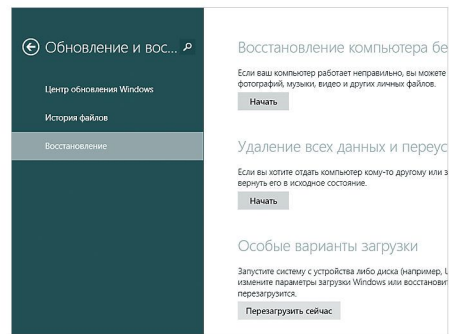 Обновление и вос...
Центр обновления Windows
История файлов
Восстановление
Восстановление компьютера бе
Если ваш компьютер работает неправильно, вы можете
фотографий, музыки, видео и других личных файлов.
Начать
Удаление всех данных и переус
Если вы хотите отдать компьютер кому-то другому или з
вернуть его в исходное состояние.
Начать
Особые варианты загрузки
Запустите систему с устройства либо диска (например, U
измените параметры загрузки Windows или восстанови
перезагрузится.
Перезагрузить сейчас